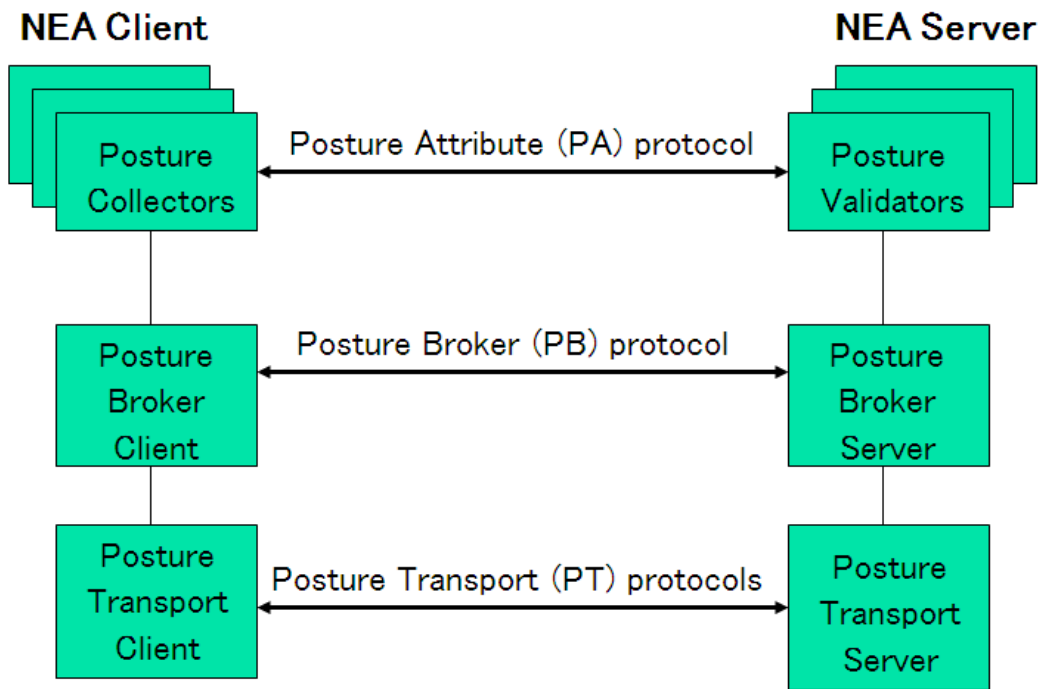 NEA Client
NEA Server
Posture
Collectors
Posture Attribute (PA) protocol
Posture
Validators
Posture
Broker
Client
Posture Broker (PB) protocol
Posture
Broker
Server
Posture
Transport
Client
Posture Transport (PT) protocols
Posture
Transport
Server